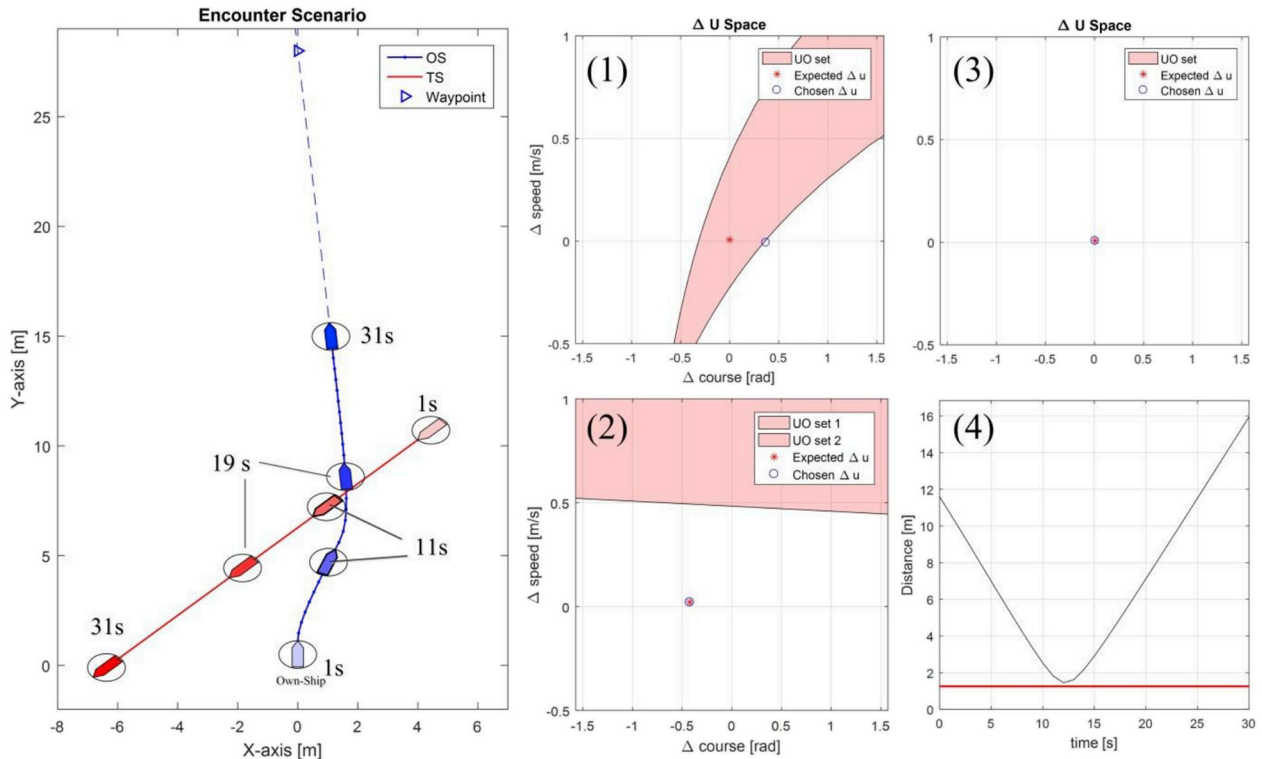 Encounter Scenario
OS
TS
Waypoint
Y-axis [m]
25
20
15
10
5
0
31s
1s
19 s
11s
31s
1s
Own-Ship
-8
-6
-4
-2
0
2
4
6
X-axis [m]
Δ U Space
(1)
UO set
Expected Δ u
Chosen Δ u
Δ speed [m/s]
1
0.5
0
-0.5
-1.5
-1
-0.5
0
0.5
1
1.5
Δ course [rad]
Δ U Space
(3)
UO set
Expected Δ u
Chosen Δ u
1
0.5
0
-0.5
-1.5
-1
-0.5
0
0.5
1
1.5
(2)
UO set 1
UO set 2
Expected Δ u
Chosen Δ u
Δ speed [m/s]
1
0.5
0
-0.5
-1.5
-1
-0.5
0
0.5
1
1.5
Δ course [rad]
(4)
Distance [m]
16
14
12
10
8
6
4
2
0
0
5
10
15
20
25
30
time [s]